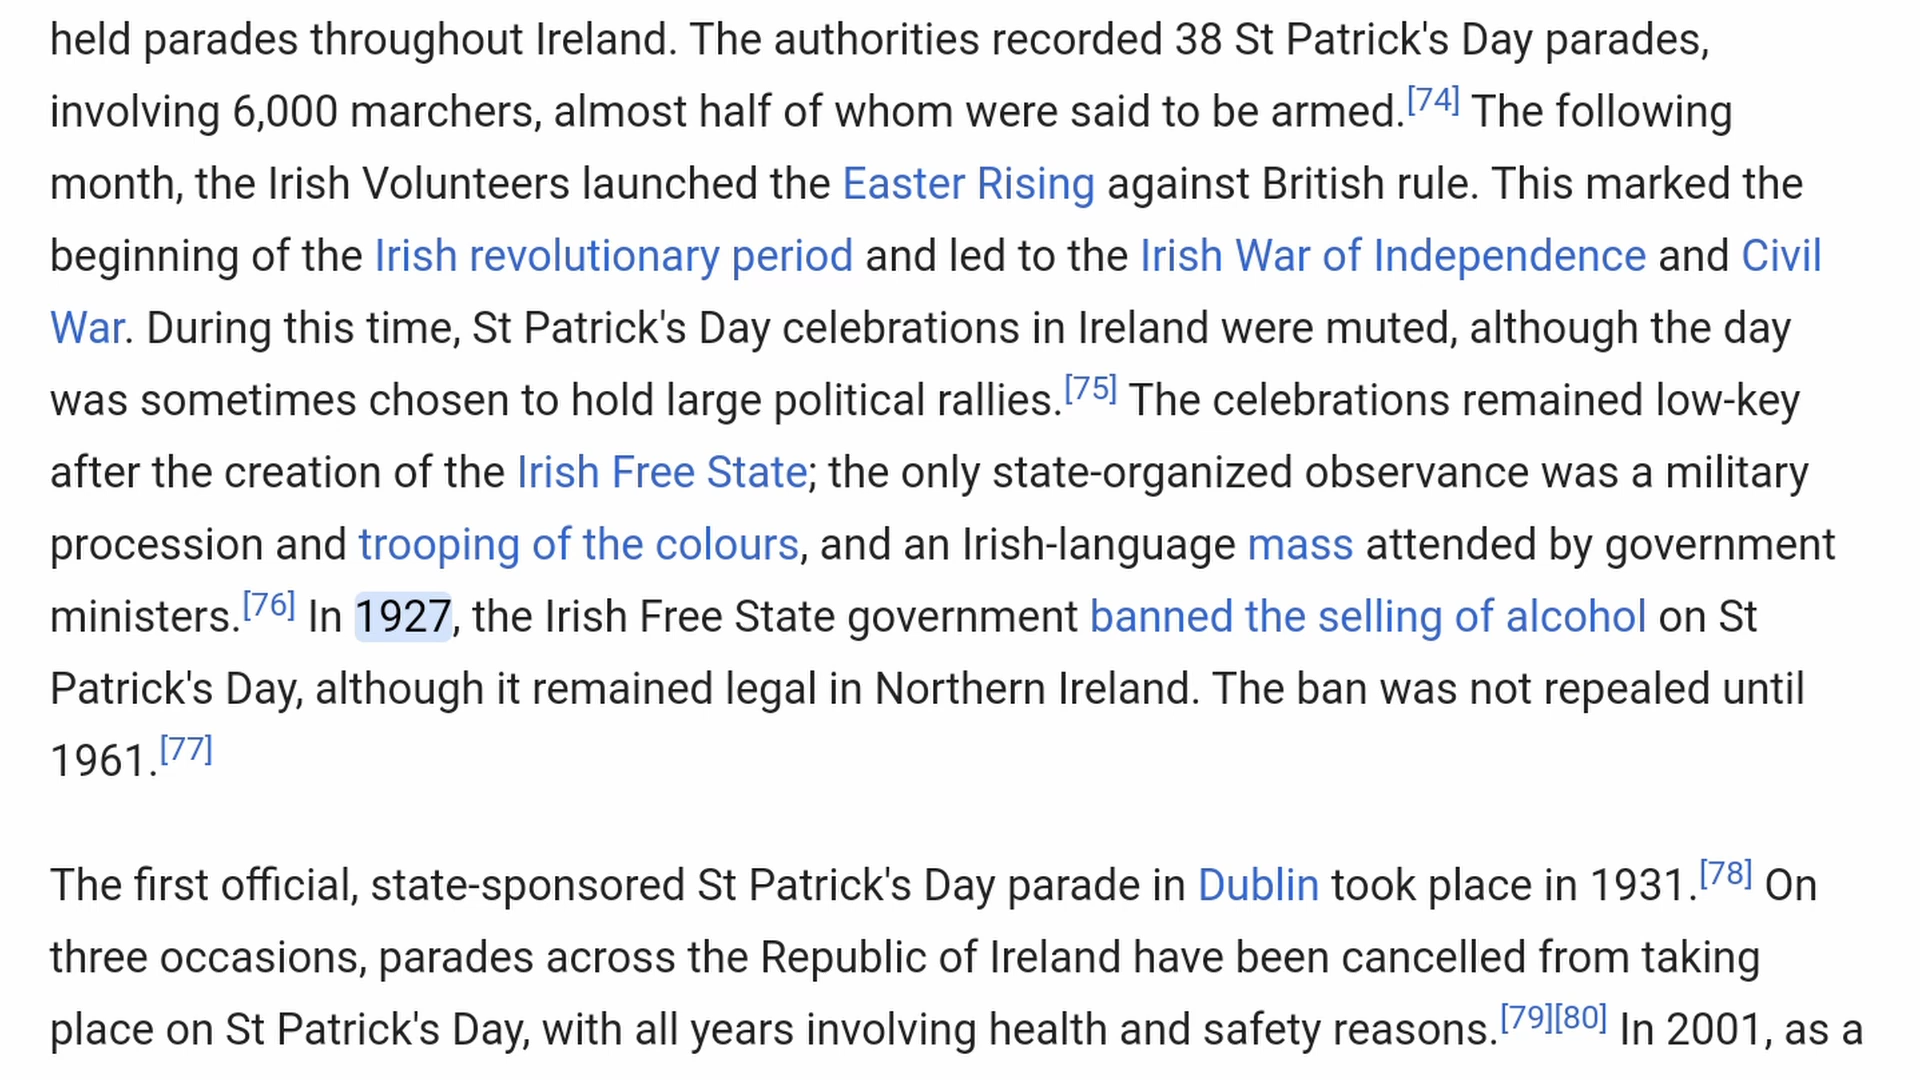 held parades throughout Ireland. The authorities recorded 38 St Patrick's Day parades,
involving 6,000 marchers, almost half of whom were said to be armed.[74] The following
month, the Irish Volunteers launched the Easter Rising against British rule. This marked the
beginning of the Irish revolutionary period and led to the Irish War of Independence and Civil
War. During this time, St Patrick's Day celebrations in Ireland were muted, although the day
was sometimes chosen to hold large political rallies.[75] The celebrations remained low-key
after the creation of the Irish Free State; the only state-organized observance was a military
procession and trooping of the colours, and an Irish-language mass attended by government
ministers.[76] In 1927, the Irish Free State government banned the selling of alcohol on St
Patrick's Day, although it remained legal in Northern Ireland. The ban was not repealed until
1961.[77]
The first official, state-sponsored St Patrick's Day parade in Dublin took place in 1931.[78] On
three occasions, parades across the Republic of Ireland have been cancelled from taking
place on St Patrick's Day, with all years involving health and safety reasons.[79][80] In 2001, as a